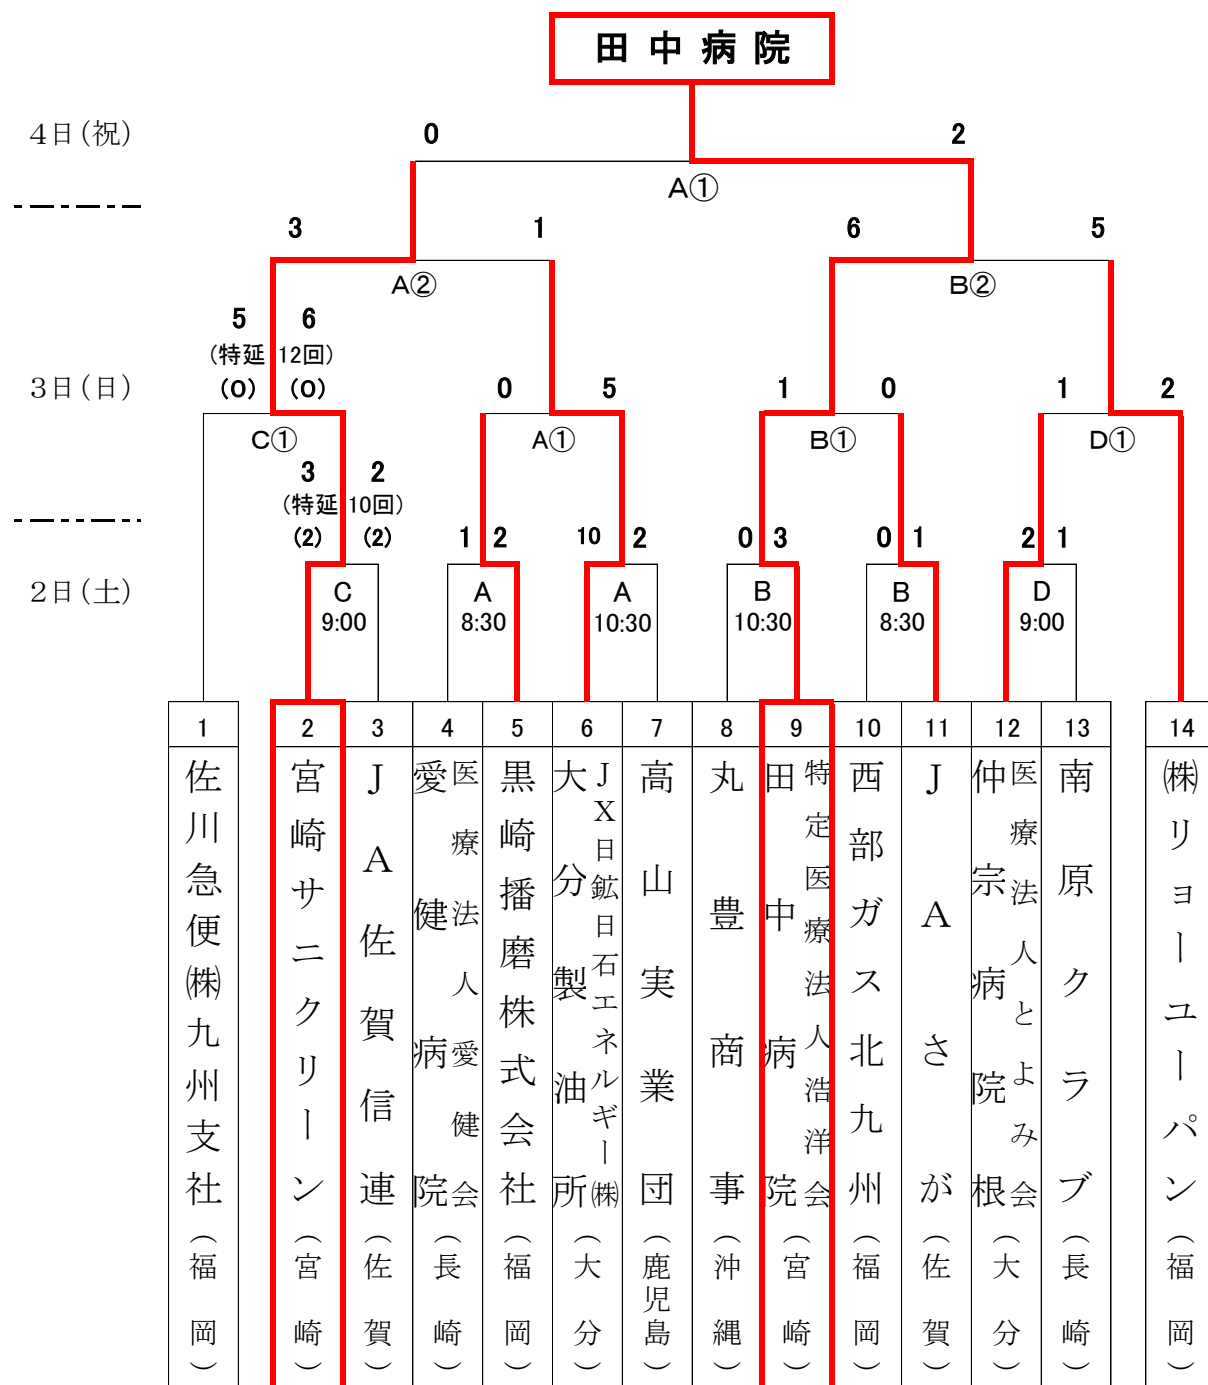 田中病院
4日(祝)
0
2
A①
3
1
6
5
A②
B②
5
6
(特延 12回)
(0)
(0)
3日(日)
0
5
1
0
1
2
C①
A①
B①
D①
3
2
(特延 10回)
(2)
(2)
1
2
10
2
0
3
0
1
2
1
2日(土)
C
9:00
A
8:30
A
10:30
B
10:30
B
8:30
D
9:00
1
2
3
4
5
6
7
8
9
10
11
12
13
14
佐川急便㈱九州支社(福岡)
宮崎サニクリーン(宮崎)
JA佐賀信連(佐賀)
医療法人愛健会
愛健病院(長崎)
黒崎播磨株式会社(福岡)
JX日鉱日石エネルギー㈱
大分製油所(大分)
高山実業団(鹿児島)
丸豊商事(沖縄)
特定医療法人浩洋会
田中病院(宮崎)
西部ガス北九州(福岡)
JAさが(佐賀)
医療法人とよみ会
仲宗病院根(大分)
南原クラブ(長崎)
㈱リョーユーパン(福岡)